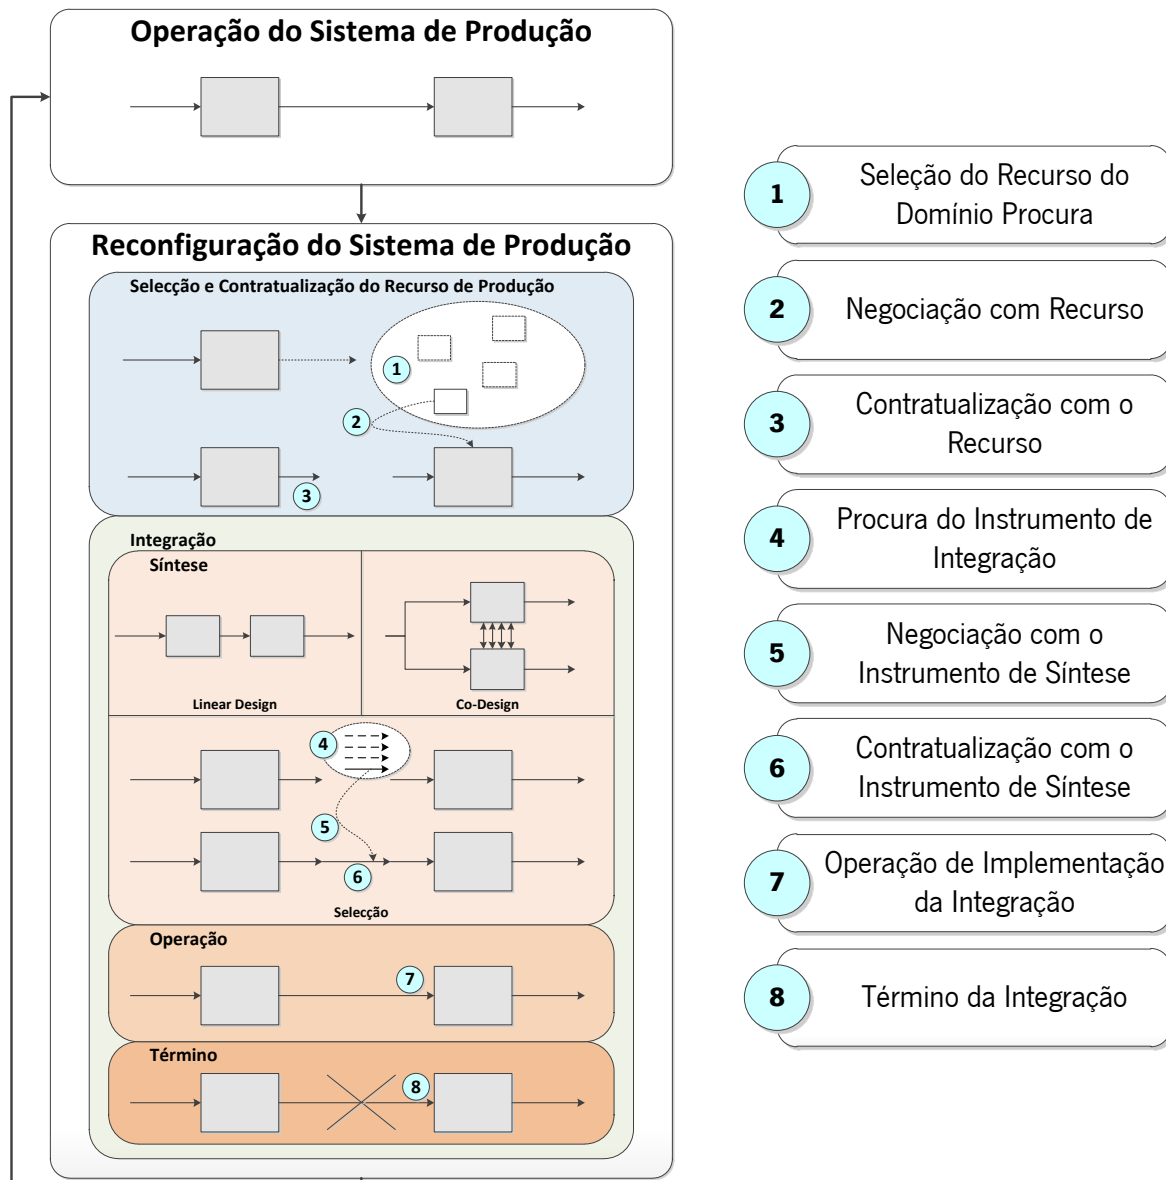 Operação do Sistema de Produção
Reconfiguração do Sistema de Produção
Selecção e Contratualização do Recurso de Produção
1
2
3
Integração
Síntese
Linear Design
Co-Design
4
5
6
Selecção
Operação
7
Término
8
1
Seleção do Recurso do
Domínio Procura
2
Negociação com Recurso
3
Contratualização com o
Recurso
4
Procura do Instrumento de
Integração
5
Negociação com o
Instrumento de Síntese
6
Contratualização com o
Instrumento de Síntese
7
Operação de Implementação
da Integração
8
Término da Integração